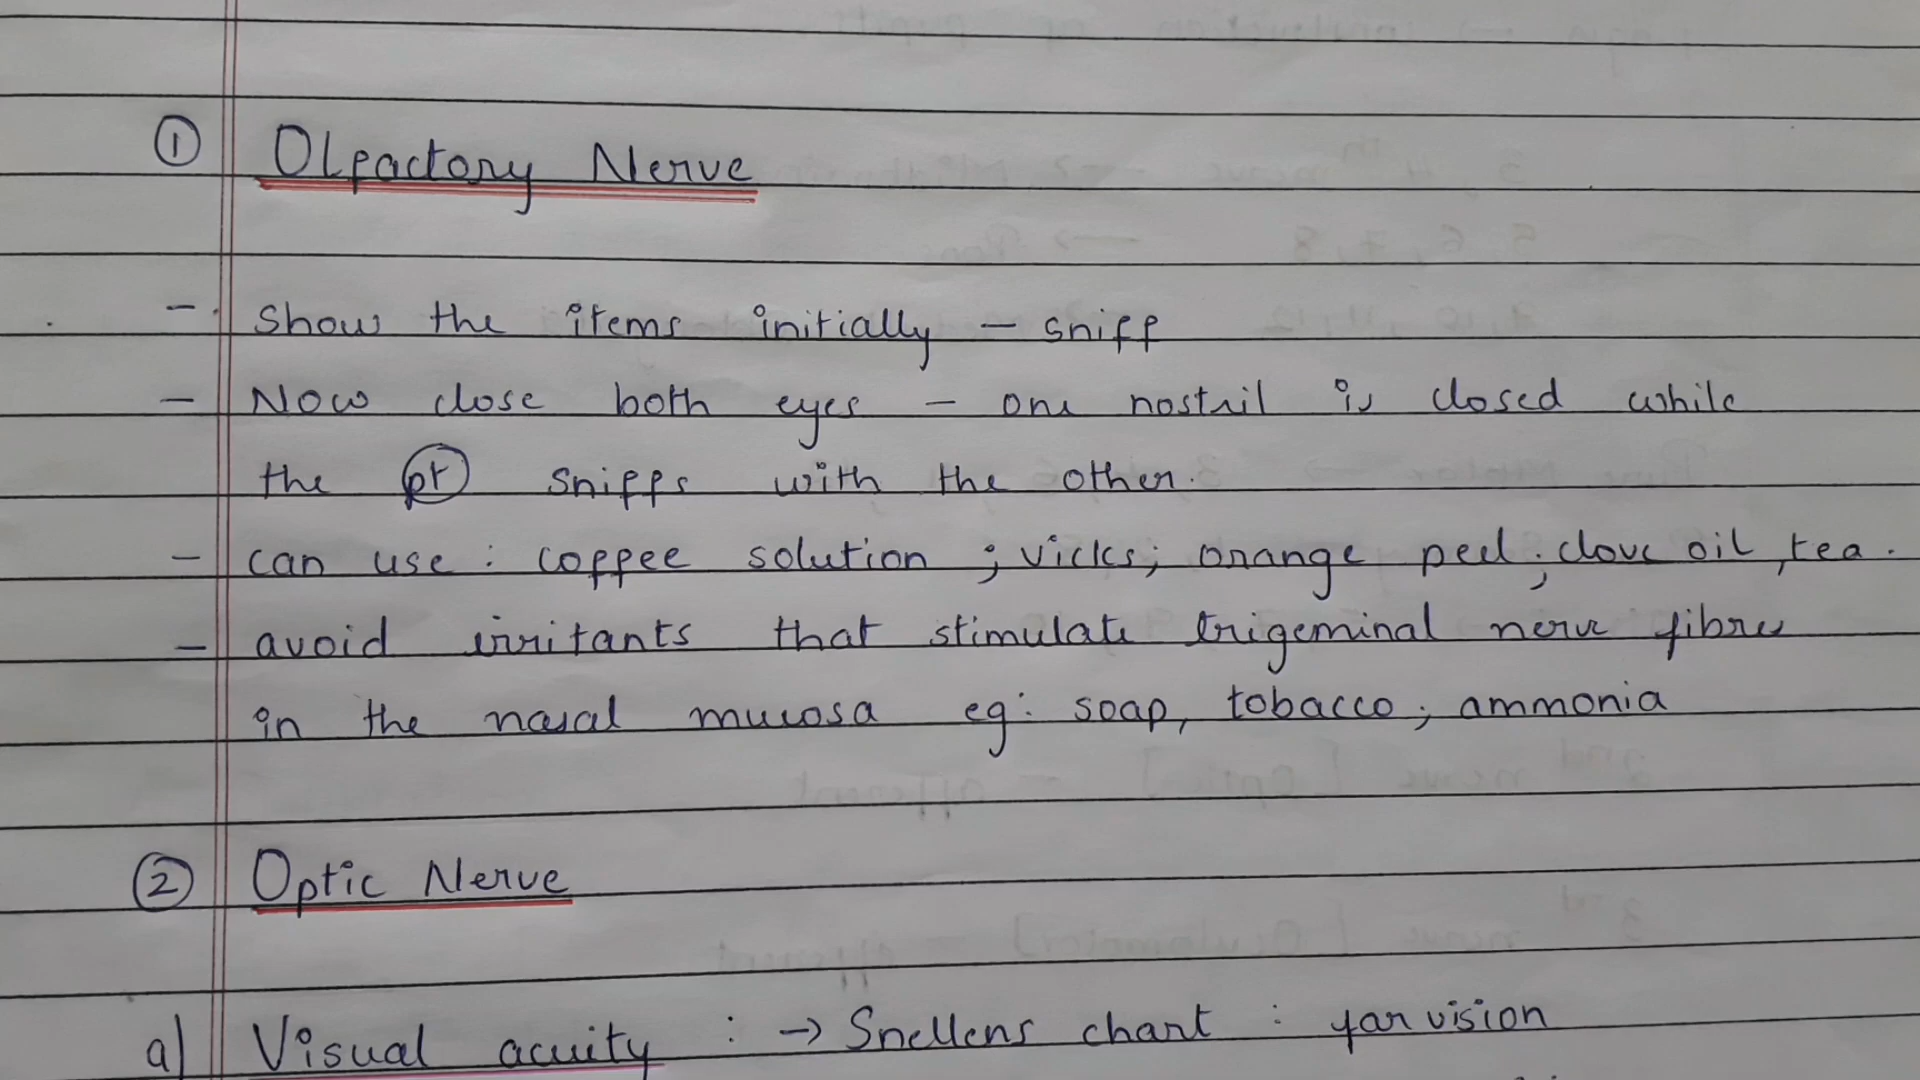 ① Olfactory Nerve
- show the items initially - sniff
- Now close both eyes - one nostril is closed while
the pt sniffs with the other.
- can use : coffee solution ; vicks; orange peel ; clove oil, tea.
- avoid irritants that stimulate trigeminal nerve fibres
in the nasal mucosa eg: soap, tobacco, ammonia
② Optic Nerve
a) Visual acuity : → Snellens chart : far vision